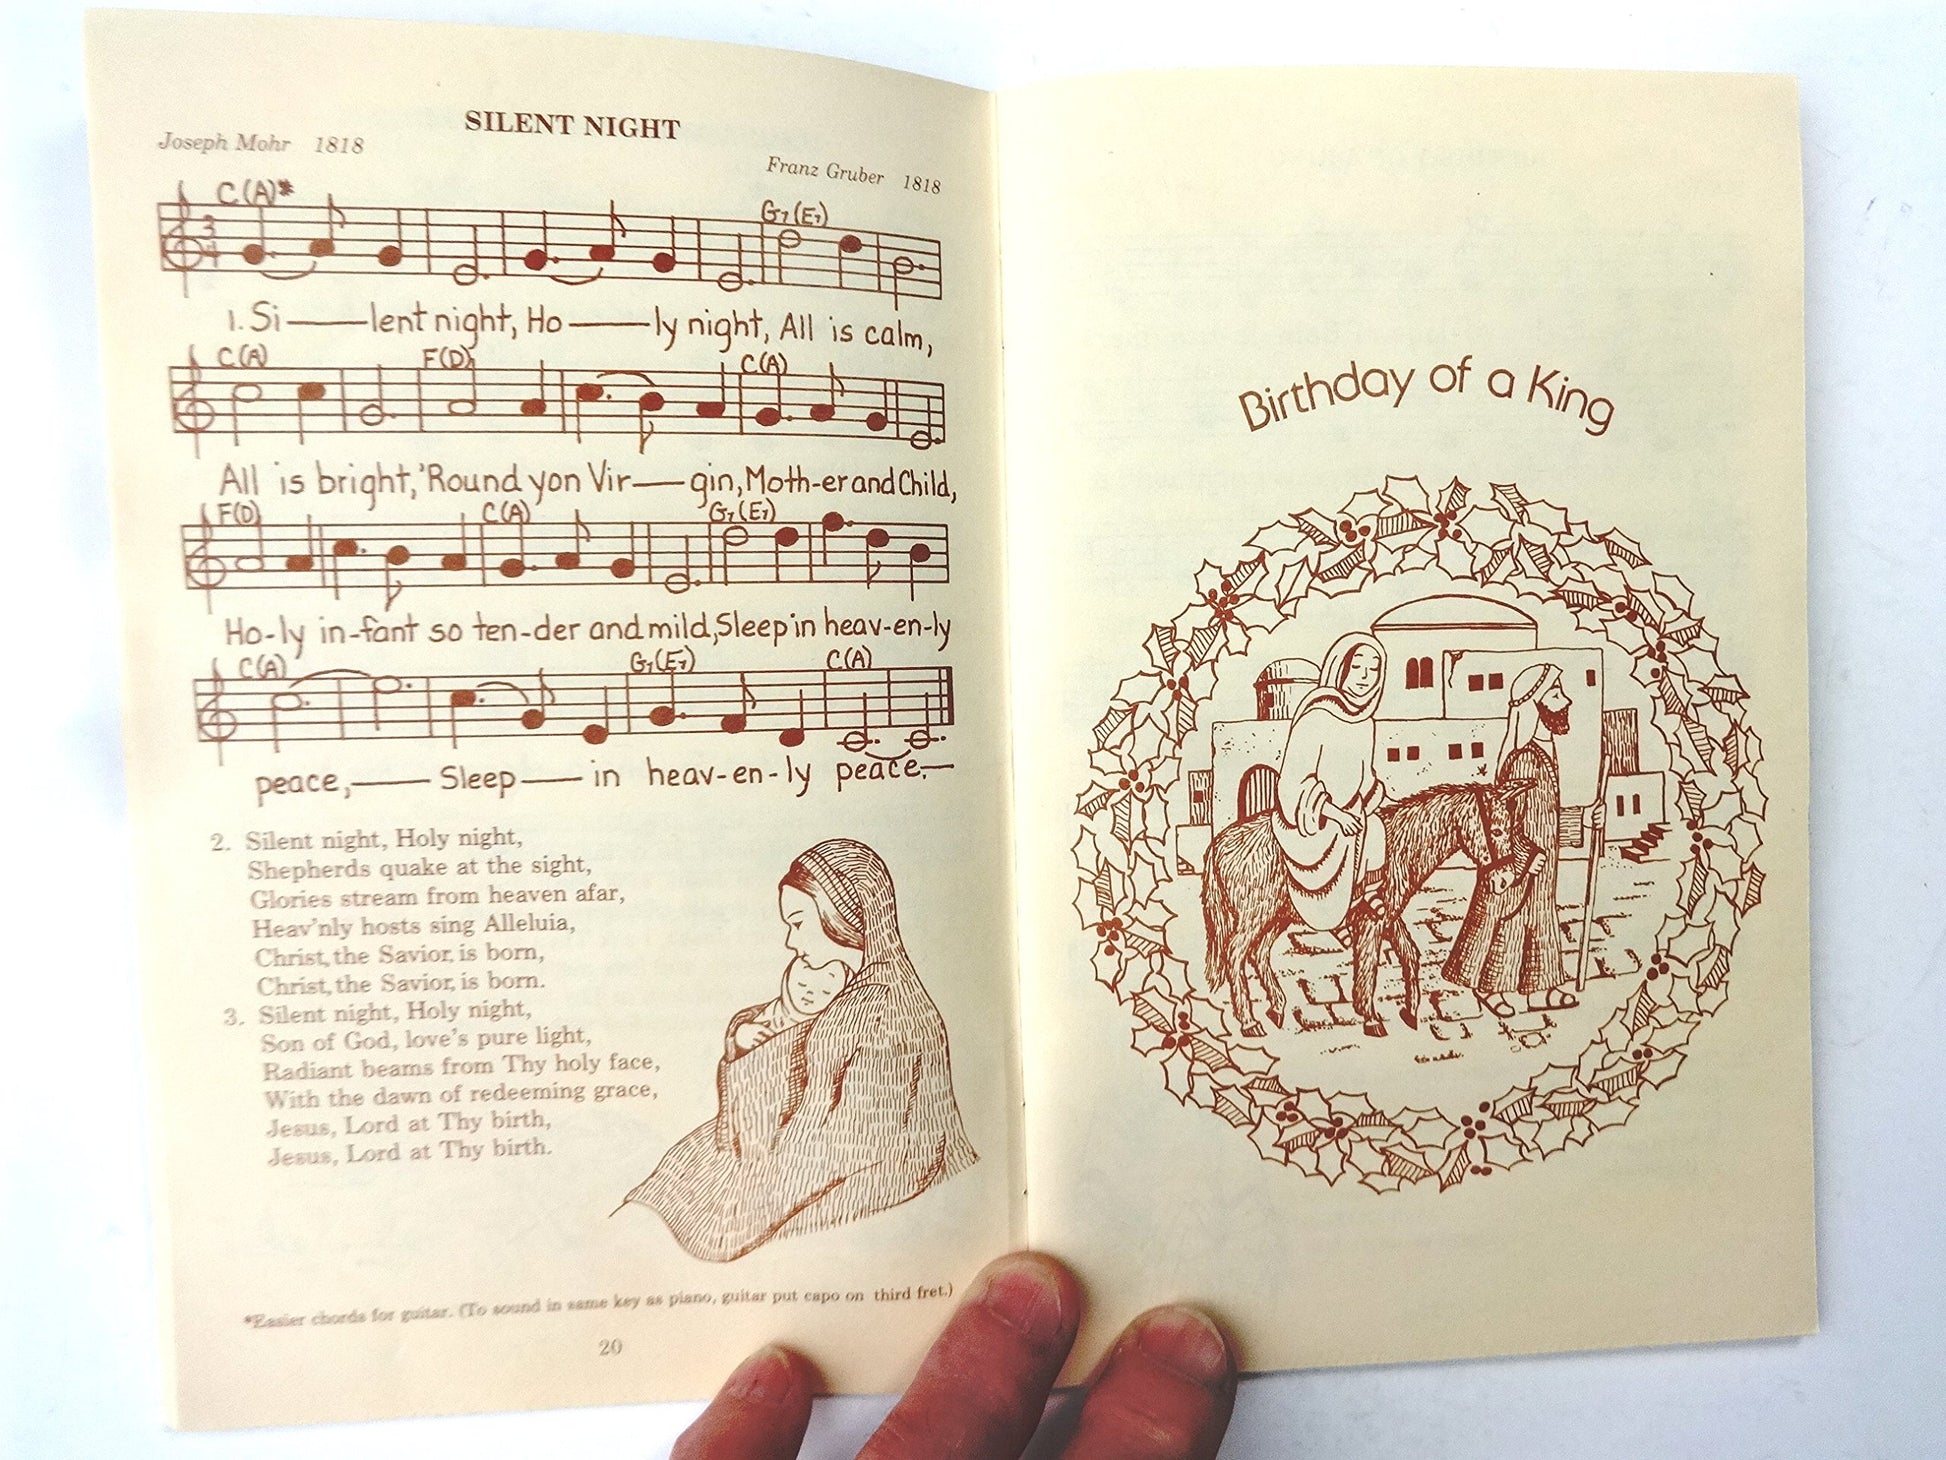 SILENT NIGHT
Joseph Mohr 1818
Franz Gruber 1818
C(A)* G7(E7)
3
4
1. Si——lent night, Ho——ly night, All is calm,
C(A) F(D) C(A)
All is bright, 'Round yon Vir——gin, Moth-er and Child,
F(D) C(A) G7(E7)
Ho-ly in-fant so ten-der and mild, Sleep in heav-en-ly
C(A) G7(E7) C(A)
peace,—— Sleep—— in heav-en-ly peace.—
2. Silent night, Holy night,
Shepherds quake at the sight,
Glories stream from heaven afar,
Heav'nly hosts sing Alleluia,
Christ, the Savior, is born,
Christ, the Savior, is born.
3. Silent night, Holy night,
Son of God, love's pure light,
Radiant beams from Thy holy face,
With the dawn of redeeming grace,
Jesus, Lord at Thy birth,
Jesus, Lord at Thy birth.
*Easier chords for guitar. (To sound in same key as piano, guitar put capo on third fret.)
20
Birthday of a King